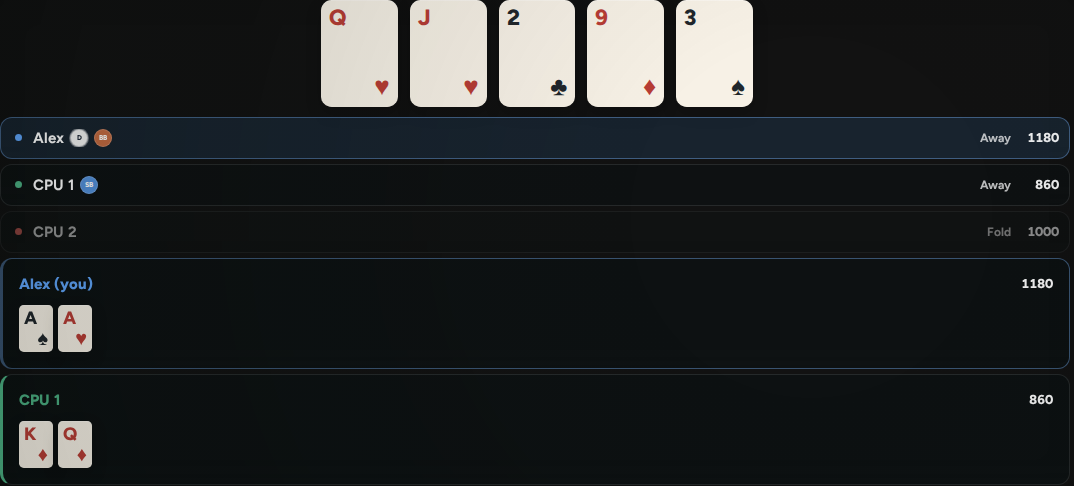 Q J 2 9 3
♥ ♥ ♣ ♦ ♠
Alex D BB Away 1180
CPU 1 SB Away 860
CPU 2 Fold 1000
Alex (you) 1180
A A
♠ ♥
CPU 1 860
K Q
♦ ♦